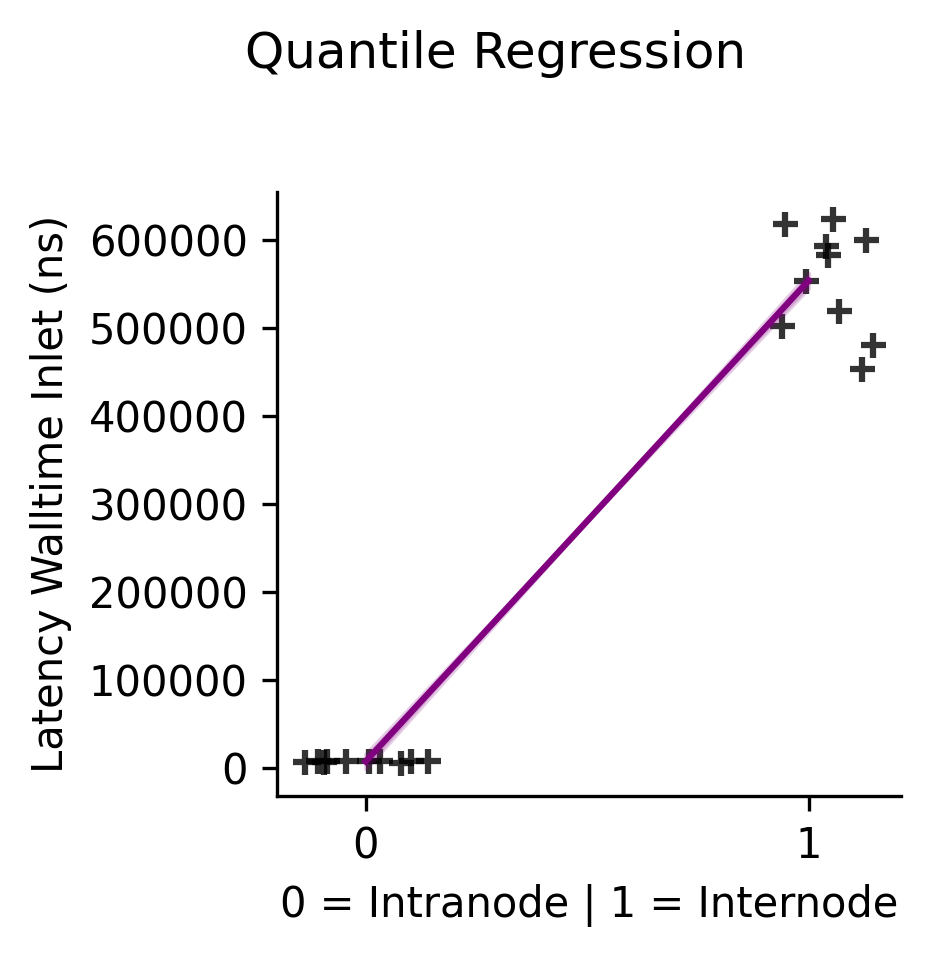 Quantile Regression
Latency Walltime Inlet (ns)
600000
500000
400000
300000
200000
100000
0
0 1
0 = Intranode | 1 = Internode